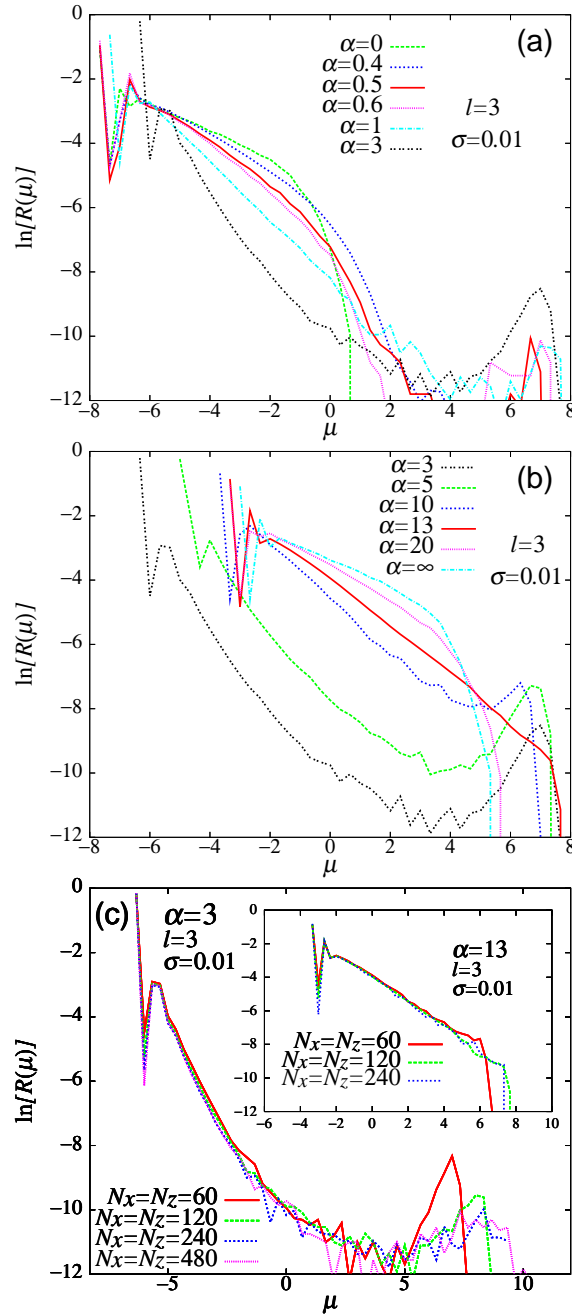 (a)
α=0
α=0.4
α=0.5
α=0.6
α=1
α=3
l=3
σ=0.01
ln[R(μ)]
0
−2
−4
−6
−8
−10
−12
−8 −6 −4 −2 0 2 4 6 8
μ
(b)
α=3
α=5
α=10
α=13
α=20
α=∞
l=3
σ=0.01
ln[R(μ)]
0
−2
−4
−6
−8
−10
−12
−8 −6 −4 −2 0 2 4 6 8
μ
(c)
α=3
l=3
σ=0.01
Nx=Nz=60
Nx=Nz=120
Nx=Nz=240
Nx=Nz=480
ln[R(μ)]
0
−2
−4
−6
−8
−10
−12
−5 0 5 10
μ
α=13
l=3
σ=0.01
Nx=Nz=60
Nx=Nz=120
Nx=Nz=240
0
−2
−4
−6
−8
−10
−12
−6 −4 −2 0 2 4 6 8 10